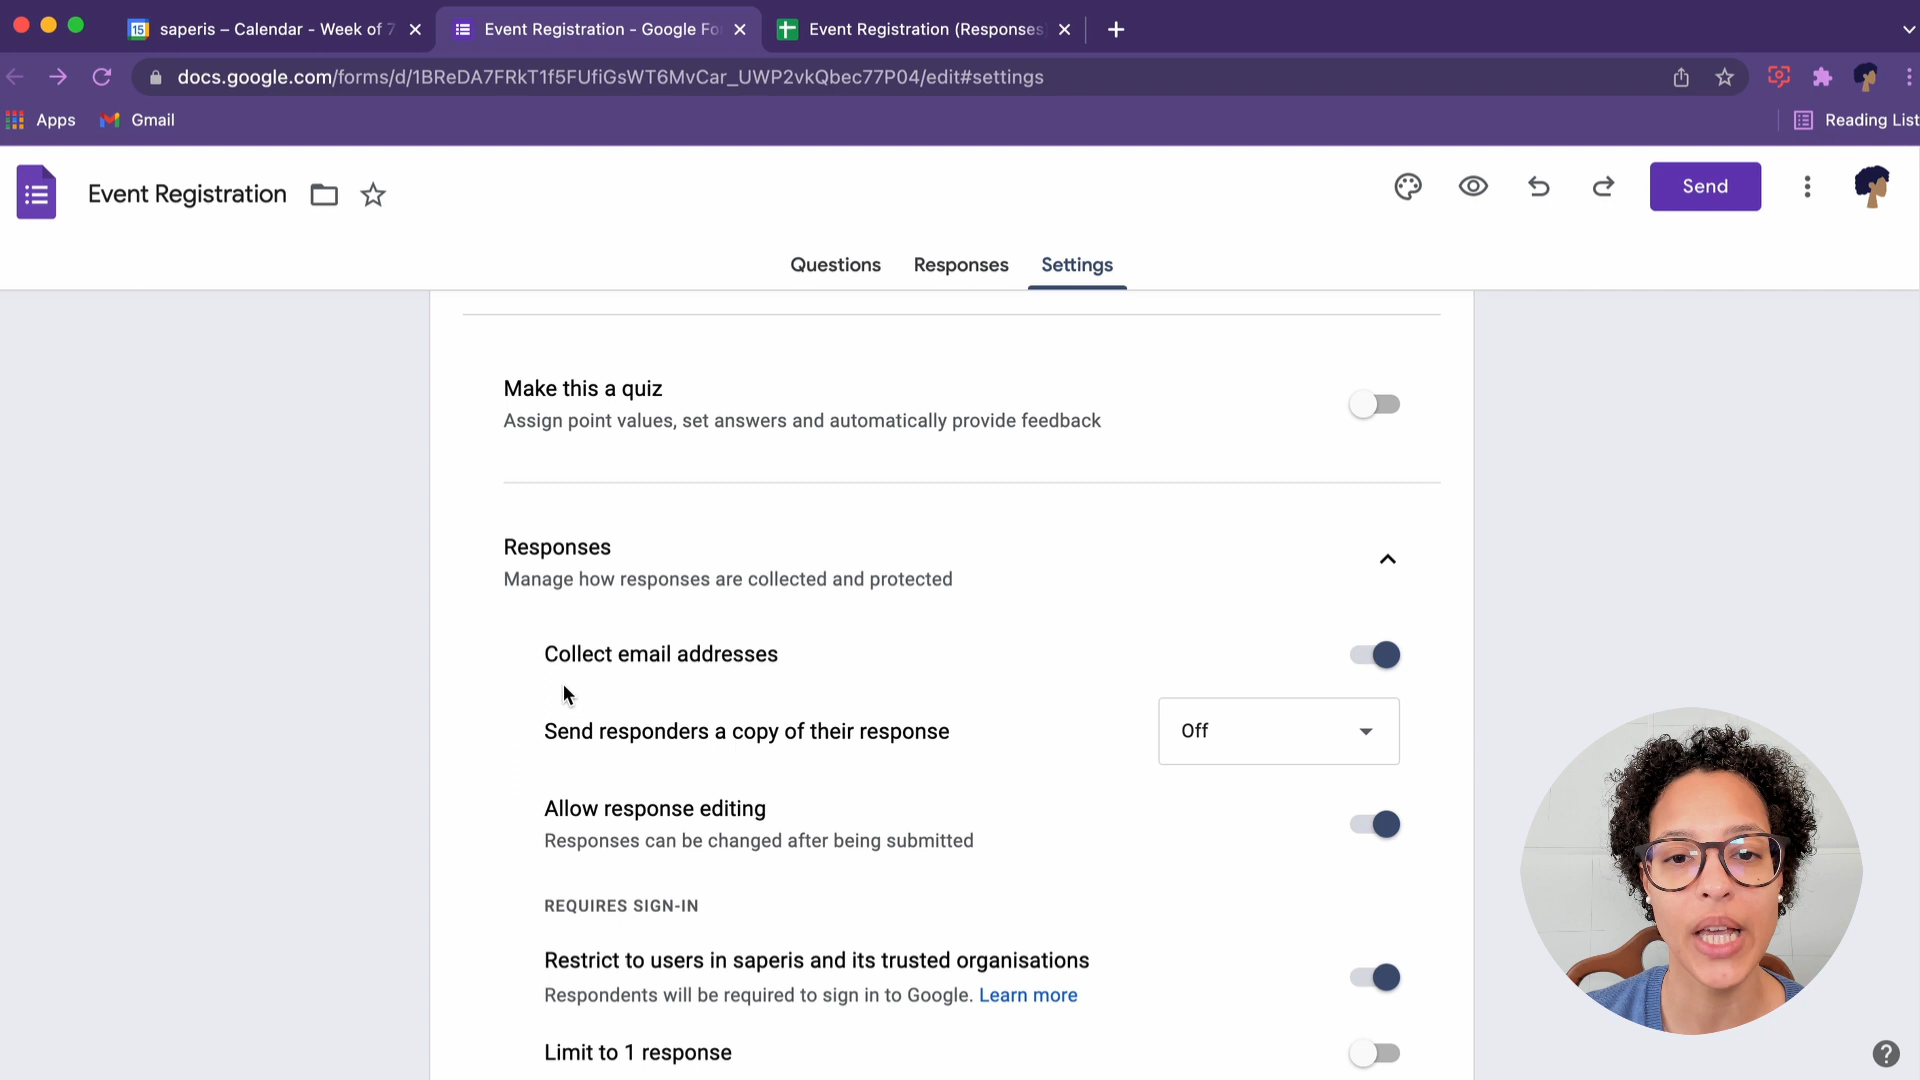 15 saperis – Calendar - Week of 7
Event Registration - Google Fo
Event Registration (Responses
docs.google.com/forms/d/1BReDA7FRkT1f5FUfiGsWT6MvCar_UWP2vkQbec77P04/edit#settings
Apps
Gmail
Reading List
Event Registration
Send
Questions
Responses
Settings
Make this a quiz
Assign point values, set answers and automatically provide feedback
Responses
Manage how responses are collected and protected
Collect email addresses
Send responders a copy of their response
Off
Allow response editing
Responses can be changed after being submitted
REQUIRES SIGN-IN
Restrict to users in saperis and its trusted organisations
Respondents will be required to sign in to Google. Learn more
Limit to 1 response